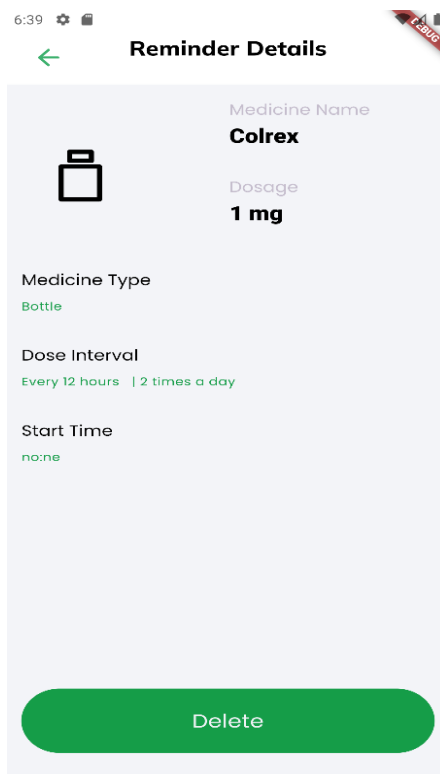 6:39
DEBUG
Reminder Details
Medicine Name
Colrex
Dosage
1 mg
Medicine Type
Bottle
Dose Interval
Every 12 hours | 2 times a day
Start Time
no:ne
Delete